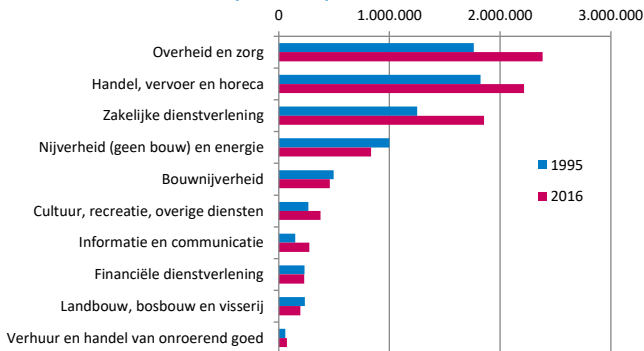 0 1.000.000 2.000.000 3.000.000
Overheid en zorg
Handel, vervoer en horeca
Zakelijke dienstverlening
Nijverheid (geen bouw) en energie
1995
Bouwnijverheid
2016
Cultuur, recreatie, overige diensten
Informatie en communicatie
Financiële dienstverlening
Landbouw, bosbouw en visserij
Verhuur en handel van onroerend goed